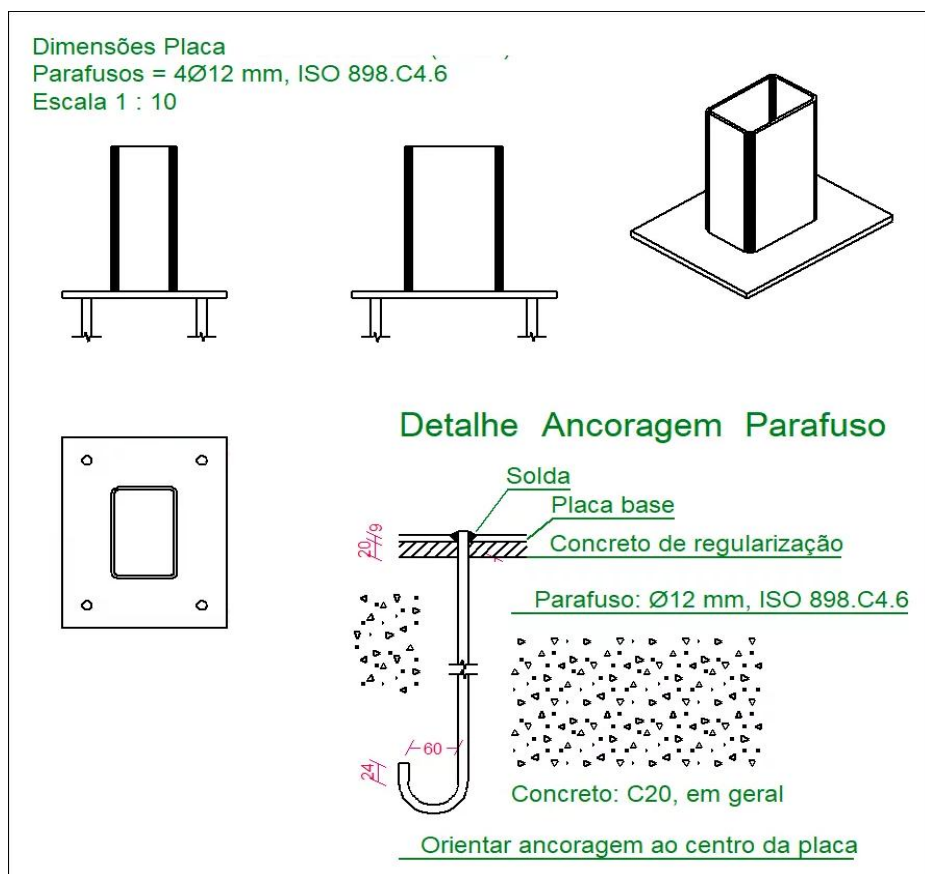 Dimensões Placa
Parafusos = 4Ø12 mm, ISO 898.C4.6
Escala 1 : 10
Detalhe Ancoragem Parafuso
Solda
Placa base
20 9
Concreto de regularização
Parafuso: Ø12 mm, ISO 898.C4.6
60
24
Concreto: C20, em geral
Orientar ancoragem ao centro da placa